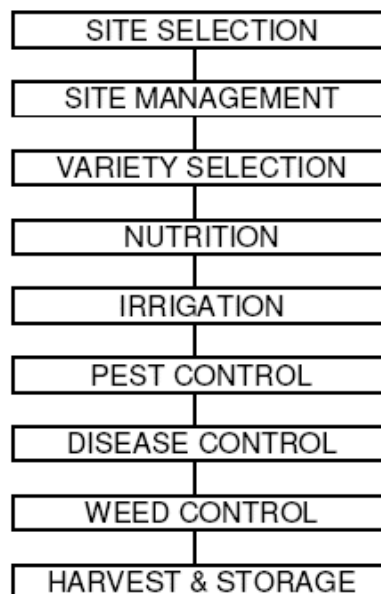 SITE SELECTION
SITE MANAGEMENT
VARIETY SELECTION
NUTRITION
IRRIGATION
PEST CONTROL
DISEASE CONTROL
WEED CONTROL
HARVEST & STORAGE